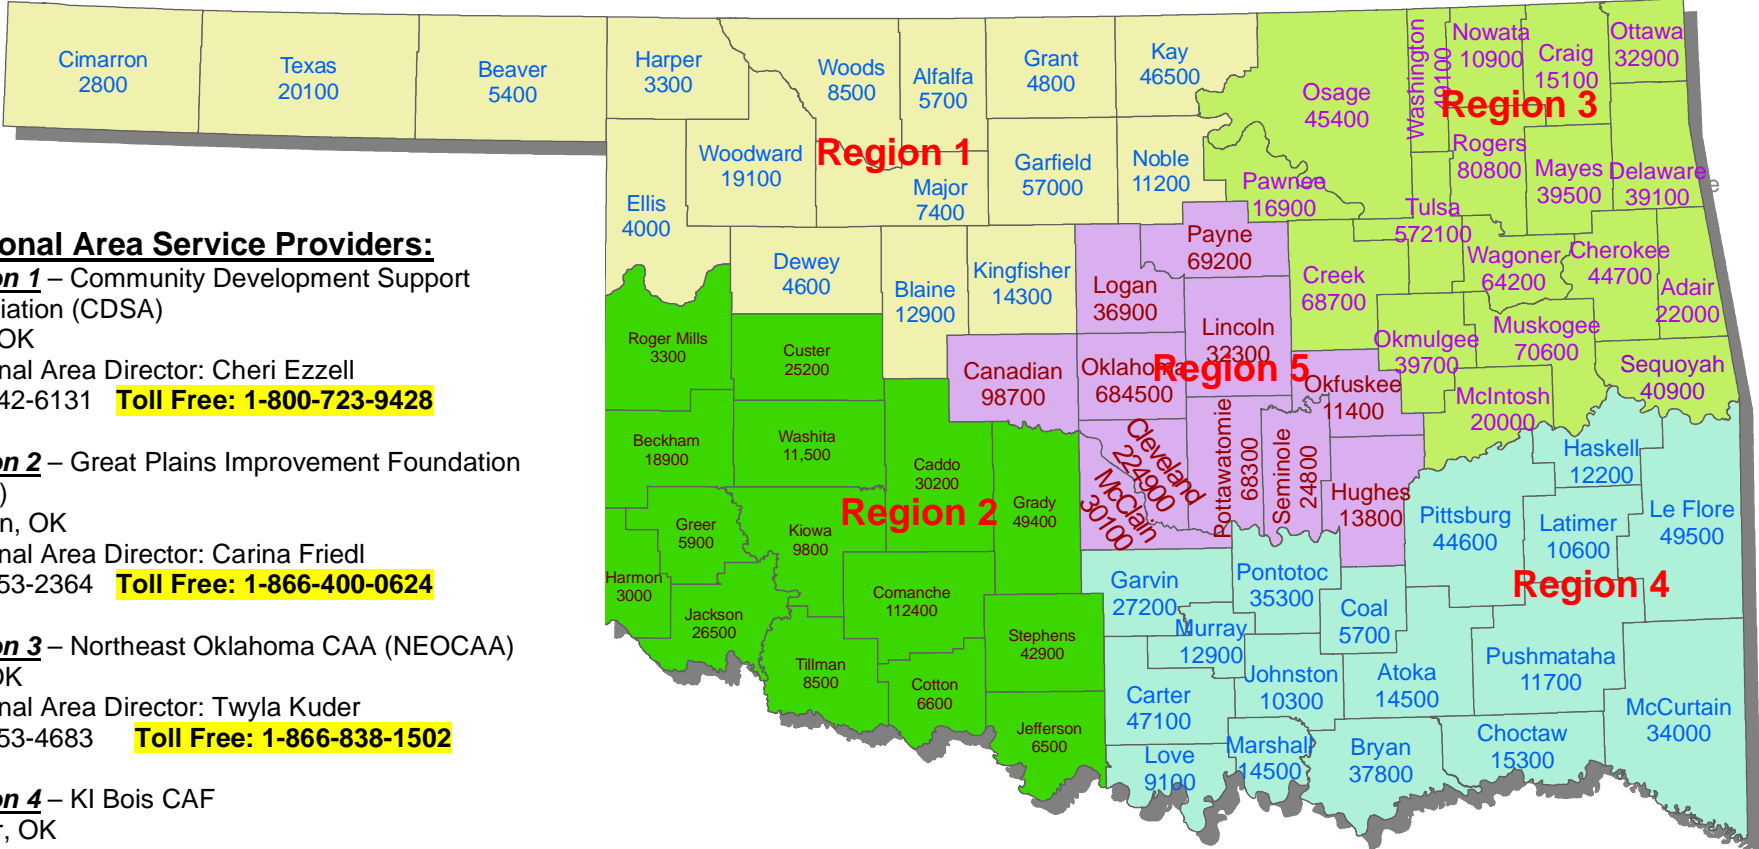 onal Area Service Providers:
on 1 – Community Development Support
iation (CDSA)
OK
nal Area Director: Cheri Ezzell
42-6131 Toll Free: 1-800-723-9428
on 2 – Great Plains Improvement Foundation
)
n, OK
nal Area Director: Carina Friedl
53-2364 Toll Free: 1-866-400-0624
on 3 – Northeast Oklahoma CAA (NEOCAA)
OK
nal Area Director: Twyla Kuder
53-4683 Toll Free: 1-866-838-1502
on 4 – KI Bois CAF
r, OK
Region 1
Cimarron
2800
Texas
20100
Beaver
5400
Harper
3300
Woods
8500
Alfalfa
5700
Grant
4800
Kay
46500
Ellis
4000
Woodward
19100
Major
7400
Garfield
57000
Noble
11200
Dewey
4600
Blaine
12900
Kingfisher
14300
Region 3
Osage
45400
Washington
49100
Nowata
10900
Craig
15100
Ottawa
32900
Pawnee
16900
Rogers
80800
Mayes
39500
Delaware
39100
e
Tulsa
572100
Creek
68700
Wagoner
64200
Cherokee
44700
Adair
22000
Okmulgee
39700
Muskogee
70600
Sequoyah
40900
McIntosh
20000
Region 5
Payne
69200
Logan
36900
Lincoln
32300
Canadian
98700
Oklahoma
684500
Okfuskee
11400
Cleveland
224900
McClain
30100
Pottawatomie
68300
Seminole
24800
Hughes
13800
Region 2
Roger Mills
3300
Custer
25200
Beckham
18900
Washita
11,500
Caddo
30200
Grady
49400
Greer
5900
Kiowa
9800
Harmon
3000
Jackson
26500
Comanche
112400
Stephens
42900
Tillman
8500
Cotton
6600
Jefferson
6500
Region 4
Haskell
12200
Le Flore
49500
Pittsburg
44600
Latimer
10600
Garvin
27200
Pontotoc
35300
Coal
5700
Murray
12900
Johnston
10300
Atoka
14500
Pushmataha
11700
McCurtain
34000
Carter
47100
Love
9100
Marshall
14500
Bryan
37800
Choctaw
15300